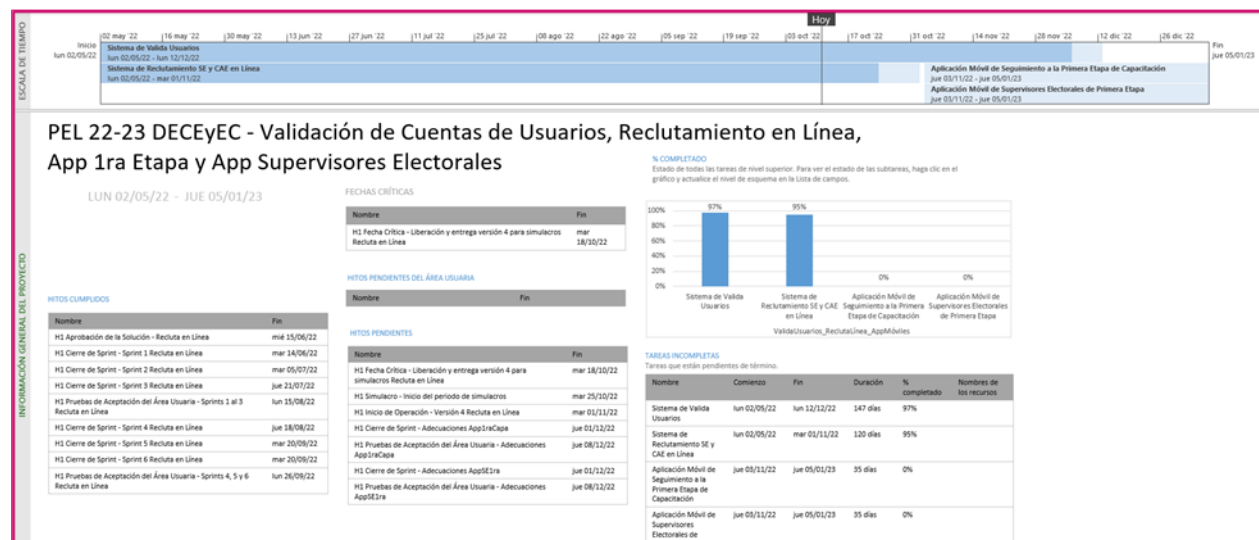 ESCALA DE TIEMPO
Hoy
02 may '22 16 may '22 30 may '22 13 jun '22 27 jun '22 11 jul '22 25 jul '22 08 ago '22 22 ago '22 05 sep '22 19 sep '22 03 oct '22 17 oct '22 31 oct '22 14 nov '22 28 nov '22 12 dic '22 26 dic '22
Inicio
lun 02/05/22
Sistema de Valida Usuarios
lun 02/05/22 - lun 12/12/22
Sistema de Reclutamiento SE y CAE en Línea
lun 02/05/22 - mar 01/11/22
Aplicación Móvil de Seguimiento a la Primera Etapa de Capacitación
jue 03/11/22 - jue 05/01/23
Aplicación Móvil de Supervisores Electorales de Primera Etapa
jue 03/11/22 - jue 05/01/23
Fin
jue 05/01/23
INFORMACIÓN GENERAL DEL PROYECTO
PEL 22-23 DECEyEC - Validación de Cuentas de Usuarios, Reclutamiento en Línea,
App 1ra Etapa y App Supervisores Electorales
LUN 02/05/22 - JUE 05/01/23
HITOS CUMPLIDOS
Nombre Fin
H1 Aprobación de la Solución - Recluta en Línea mié 15/06/22
H1 Cierre de Sprint - Sprint 1 Recluta en Línea mar 14/06/22
H1 Cierre de Sprint - Sprint 2 Recluta en Línea mar 05/07/22
H1 Cierre de Sprint - Sprint 3 Recluta en Línea jue 21/07/22
H1 Pruebas de Aceptación del Área Usuaria - Sprints 1 al 3 lun 15/08/22
Recluta en Línea
H1 Cierre de Sprint - Sprint 4 Recluta en Línea jue 18/08/22
H1 Cierre de Sprint - Sprint 5 Recluta en Línea mar 20/09/22
H1 Cierre de Sprint - Sprint 6 Recluta en Línea mar 20/09/22
H1 Pruebas de Aceptación del Área Usuaria - Sprints 4, 5 y 6 lun 26/09/22
Recluta en Línea
FECHAS CRÍTICAS
Nombre Fin
H1 Fecha Crítica - Liberación y entrega versión 4 para simulacros mar
Recluta en Línea 18/10/22
HITOS PENDIENTES DEL ÁREA USUARIA
Nombre Fin
HITOS PENDIENTES
Nombre Fin
H1 Fecha Crítica - Liberación y entrega versión 4 para mar 18/10/22
simulacros Recluta en Línea
H1 Simulacro - Inicio del periodo de simulacros mar 25/10/22
H1 Inicio de Operación - Versión 4 Recluta en Línea mar 01/11/22
H1 Cierre de Sprint - Adecuaciones App1raCapa jue 01/12/22
H1 Pruebas de Aceptación del Área Usuaria - Adecuaciones jue 08/12/22
App1raCapa
H1 Cierre de Sprint - Adecuaciones AppSE1ra jue 01/12/22
H1 Pruebas de Aceptación del Área Usuaria - Adecuaciones jue 08/12/22
AppSE1ra
% COMPLETADO
Estado de todas las tareas de nivel superior. Para ver el estado de las subtareas, haga clic en el
gráfico y actualice el nivel de esquema en la Lista de campos.
100%
80%
60%
40%
20%
0%
97% 95% 0% 0%
Sistema de Valida Sistema de Aplicación Móvil de Aplicación Móvil de
Usuarios Reclutamiento SE y CAE Seguimiento a la Primera Supervisores Electorales
en Línea Etapa de Capacitación de Primera Etapa
ValidaUsuarios_ReclutaLínea_AppMóviles
TAREAS INCOMPLETAS
Tareas que están pendientes de término.
Nombre Comienzo Fin Duración % Nombres de
completado los recursos
Sistema de Valida lun 02/05/22 lun 12/12/22 147 días 97%
Usuarios
Sistema de lun 02/05/22 mar 01/11/22 120 días 95%
Reclutamiento SE y
CAE en Línea
Aplicación Móvil de jue 03/11/22 jue 05/01/23 35 días 0%
Seguimiento a la
Primera Etapa de
Capacitación
Aplicación Móvil de jue 03/11/22 jue 05/01/23 35 días 0%
Supervisores
Electorales de